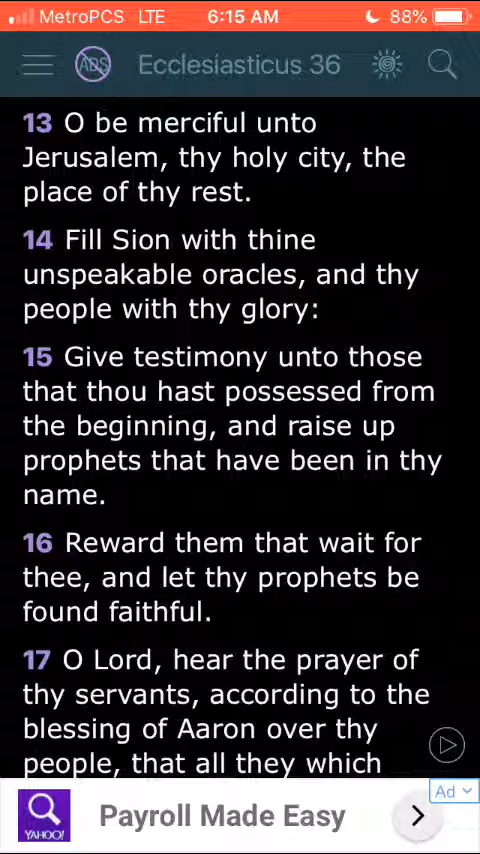 MetroPCS LTE 6:15 AM 88%
ADS Ecclesiasticus 36
13 O be merciful unto
Jerusalem, thy holy city, the
place of thy rest.
14 Fill Sion with thine
unspeakable oracles, and thy
people with thy glory:
15 Give testimony unto those
that thou hast possessed from
the beginning, and raise up
prophets that have been in thy
name.
16 Reward them that wait for
thee, and let thy prophets be
found faithful.
17 O Lord, hear the prayer of
thy servants, according to the
blessing of Aaron over thy
people, that all they which
Ad
YAHOO!
Payroll Made Easy